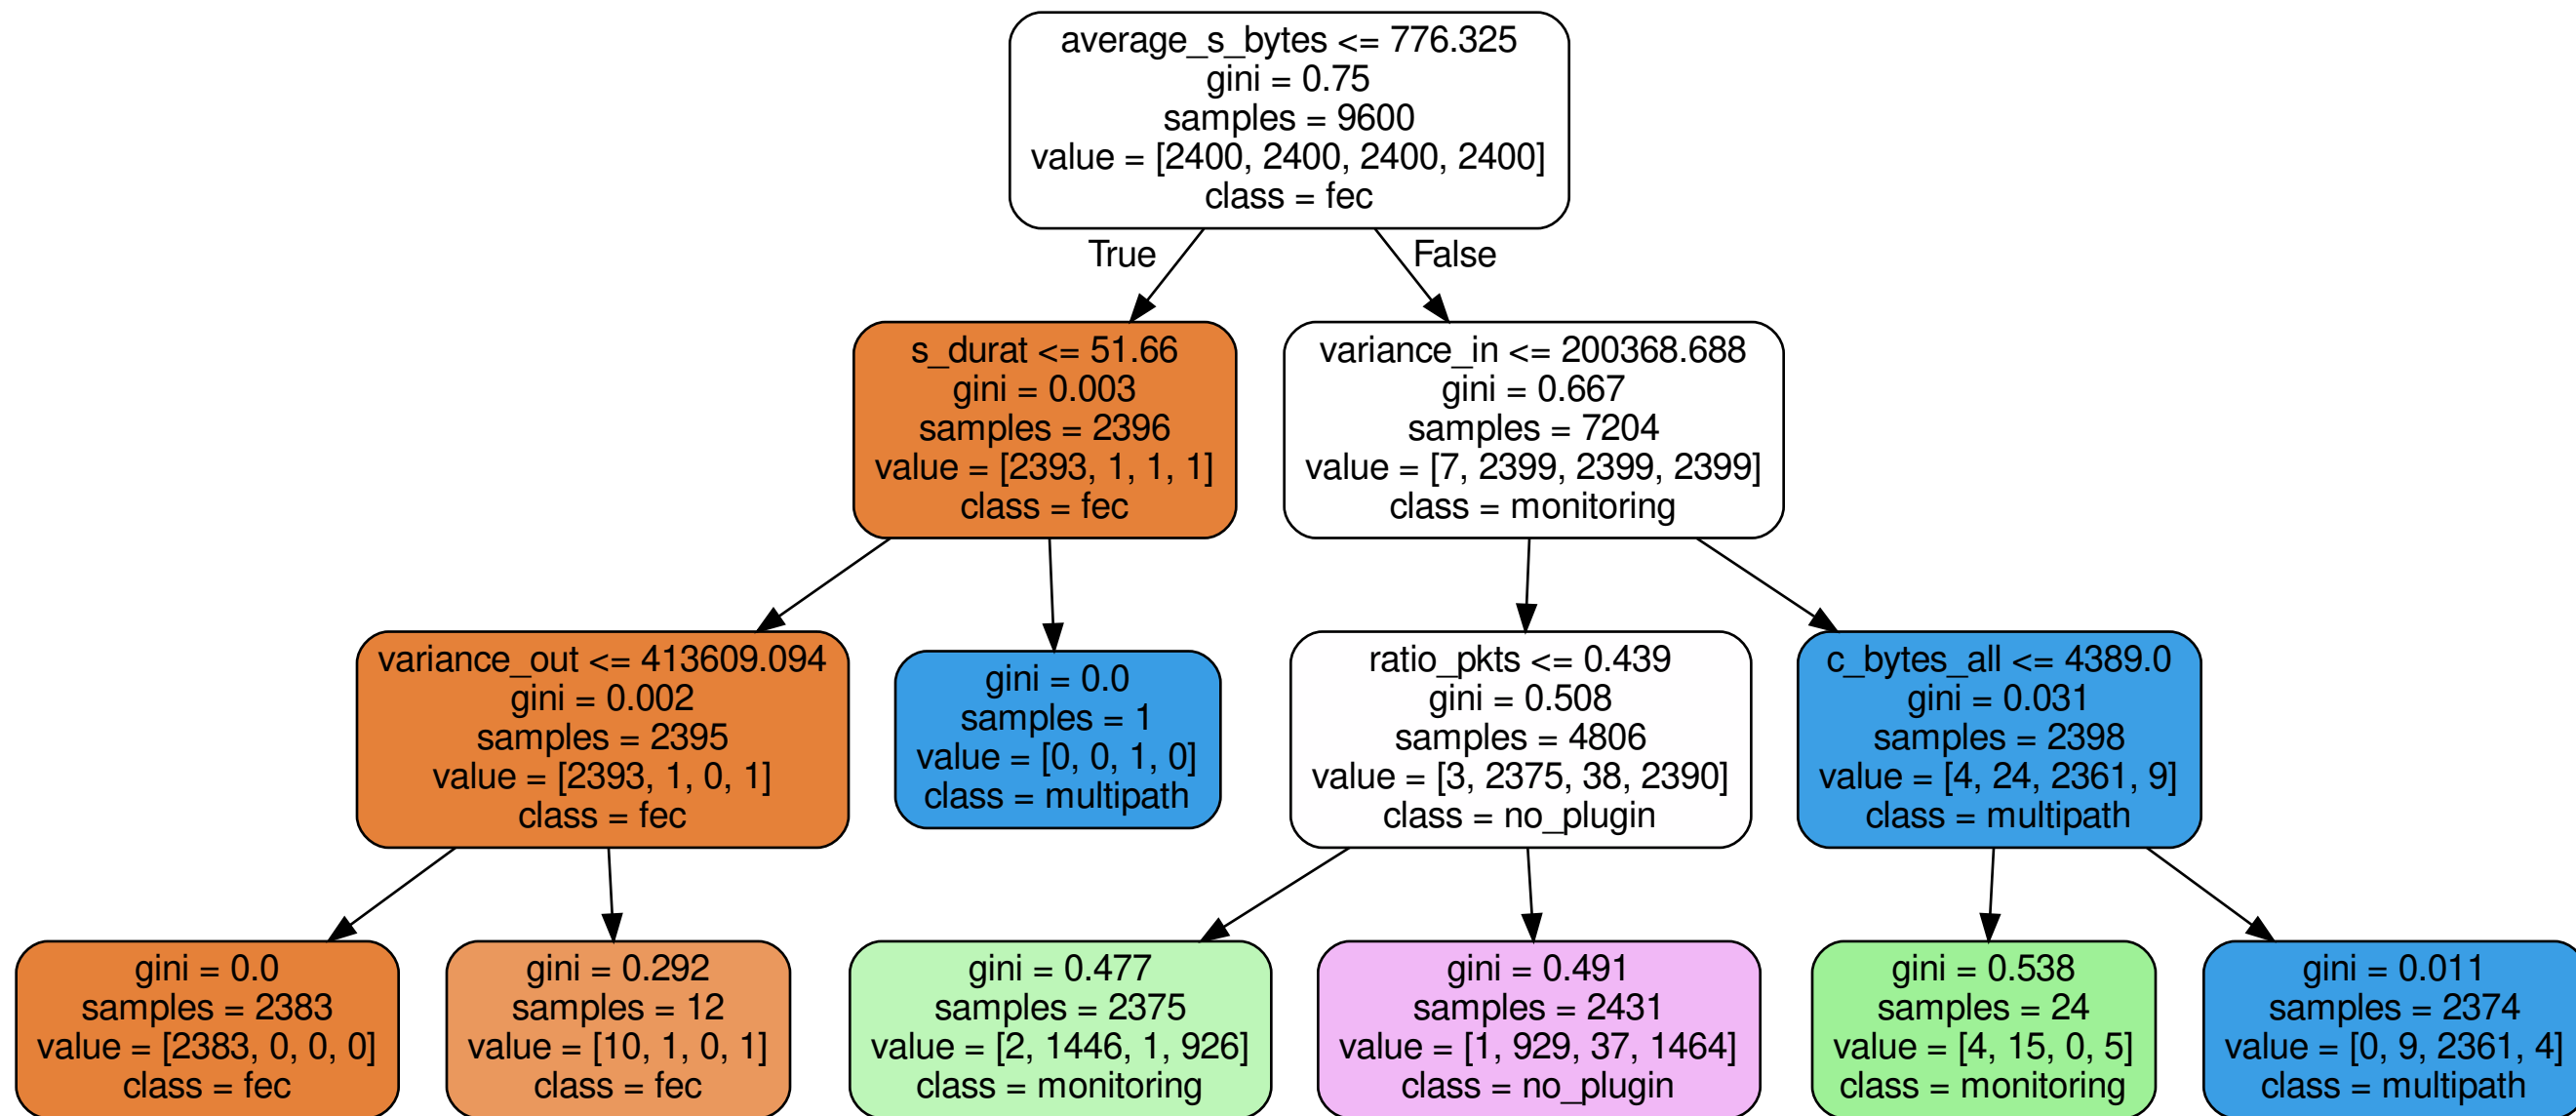 average_s_bytes <= 776.325
gini = 0.75
samples = 9600
value = [2400, 2400, 2400, 2400]
class = fec
True
False
s_durat <= 51.66
gini = 0.003
samples = 2396
value = [2393, 1, 1, 1]
class = fec
variance_in <= 200368.688
gini = 0.667
samples = 7204
value = [7, 2399, 2399, 2399]
class = monitoring
variance_out <= 413609.094
gini = 0.002
samples = 2395
value = [2393, 1, 0, 1]
class = fec
gini = 0.0
samples = 1
value = [0, 0, 1, 0]
class = multipath
ratio_pkts <= 0.439
gini = 0.508
samples = 4806
value = [3, 2375, 38, 2390]
class = no_plugin
c_bytes_all <= 4389.0
gini = 0.031
samples = 2398
value = [4, 24, 2361, 9]
class = multipath
gini = 0.0
samples = 2383
value = [2383, 0, 0, 0]
class = fec
gini = 0.292
samples = 12
value = [10, 1, 0, 1]
class = fec
gini = 0.477
samples = 2375
value = [2, 1446, 1, 926]
class = monitoring
gini = 0.491
samples = 2431
value = [1, 929, 37, 1464]
class = no_plugin
gini = 0.538
samples = 24
value = [4, 15, 0, 5]
class = monitoring
gini = 0.011
samples = 2374
value = [0, 9, 2361, 4]
class = multipath